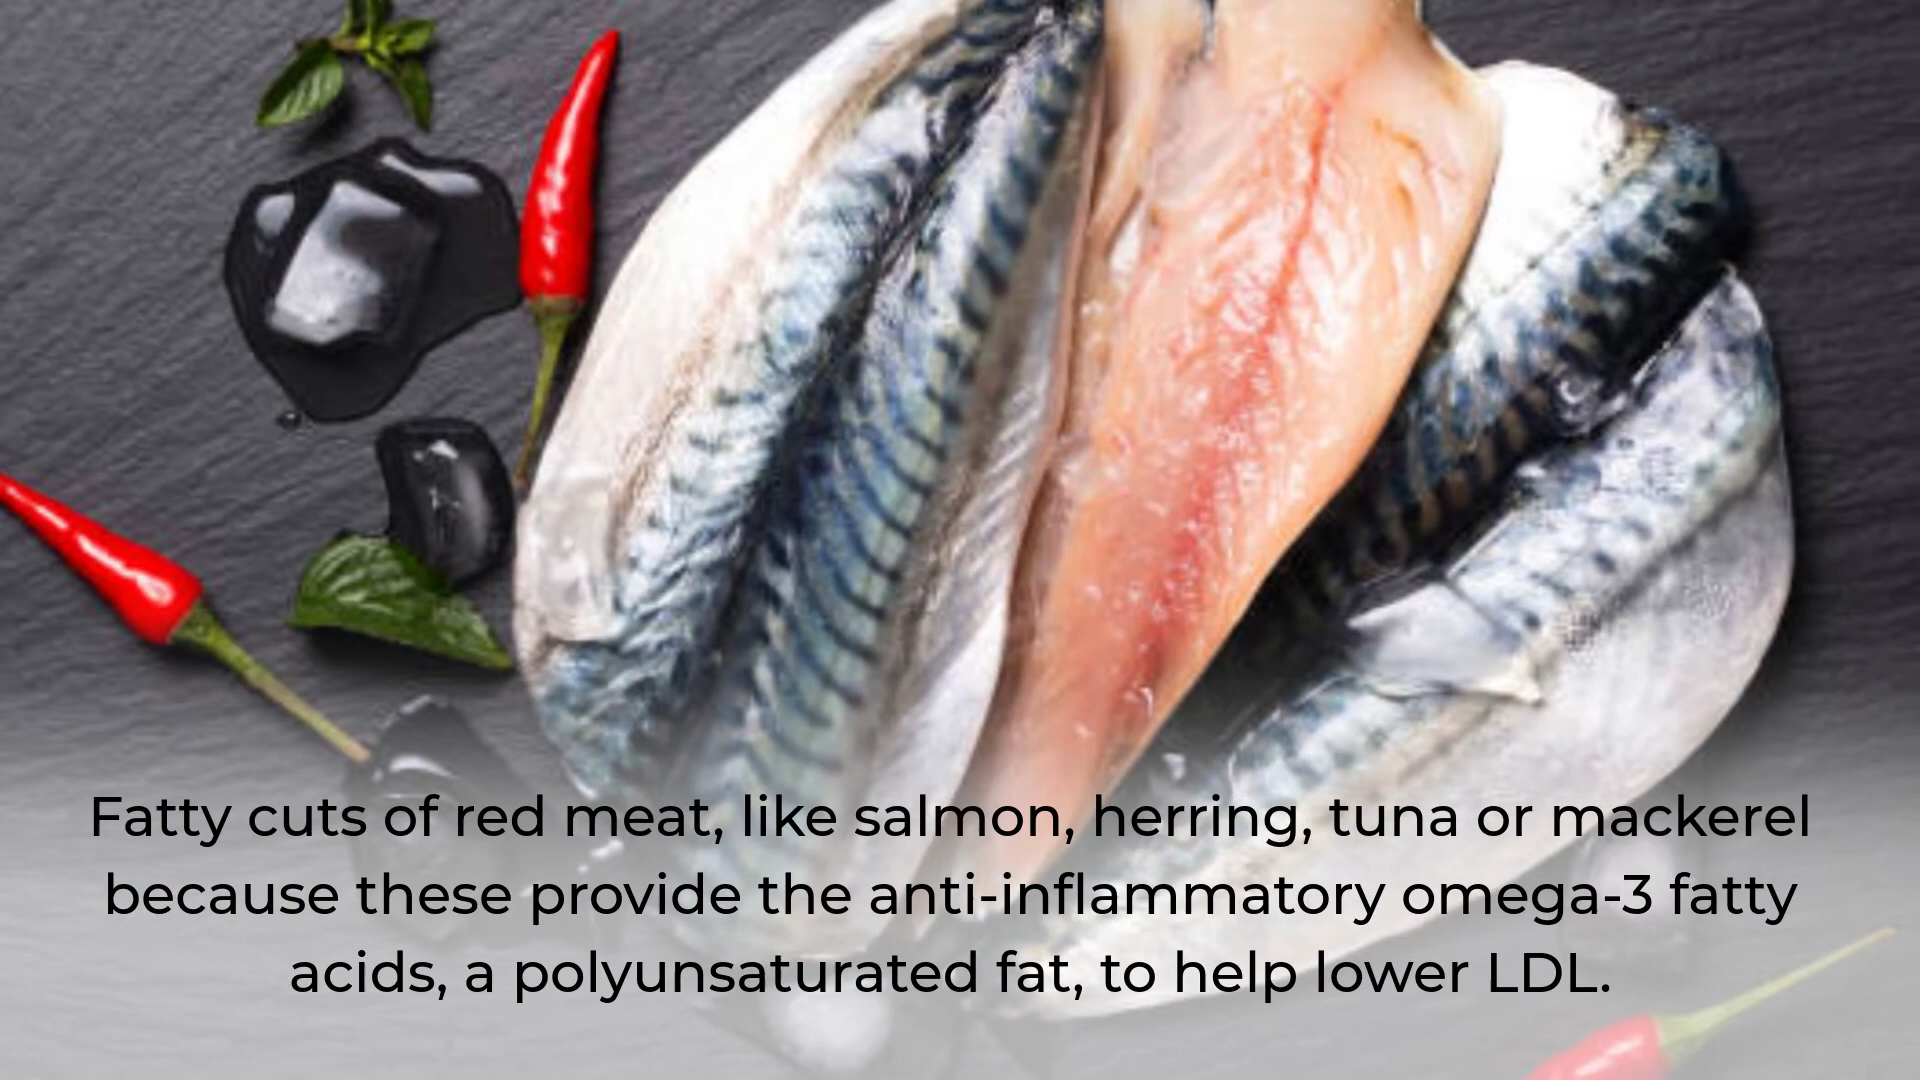 Fatty cuts of red meat, like salmon, herring, tuna or mackerel
because these provide the anti-inflammatory omega-3 fatty
acids, a polyunsaturated fat, to help lower LDL.